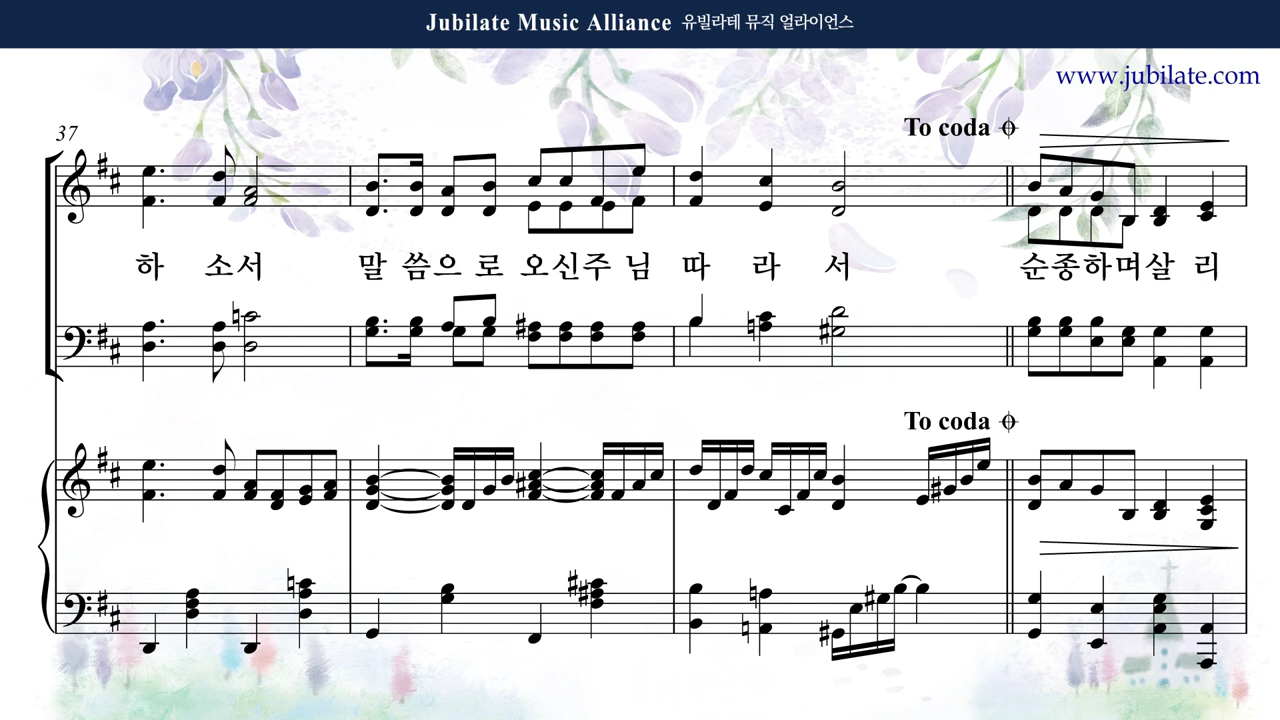 Jubilate Music Alliance 유빌라테 뮤직 얼라이언스
www.jubilate.com
37
To coda
하 소서 말 씀으 로 오신주 님 따 라 서 순종하며살 리
To coda